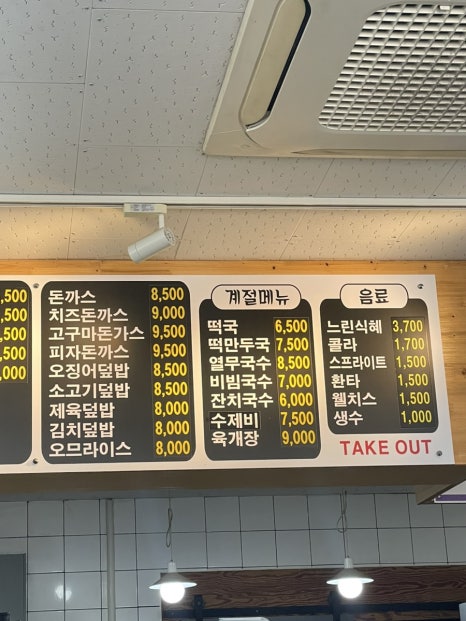 ,500
,500
,500
,500
,000
돈까스 8,500
치즈돈까스 9,000
고구마돈가스 9,500
피자돈까스 9,500
오징어덮밥 8,500
소고기덮밥 8,500
제육덮밥 8,000
김치덮밥 8,000
오므라이스 8,000
계절메뉴
떡국 6,500
떡만두국 7,500
열무국수 8,500
비빔국수 7,000
잔치국수 6,000
수제비 7,500
육개장 9,000
음료
느린식혜 3,700
콜라 1,700
스프라이트 1,500
환타 1,500
웰치스 1,500
생수 1,000
TAKE OUT